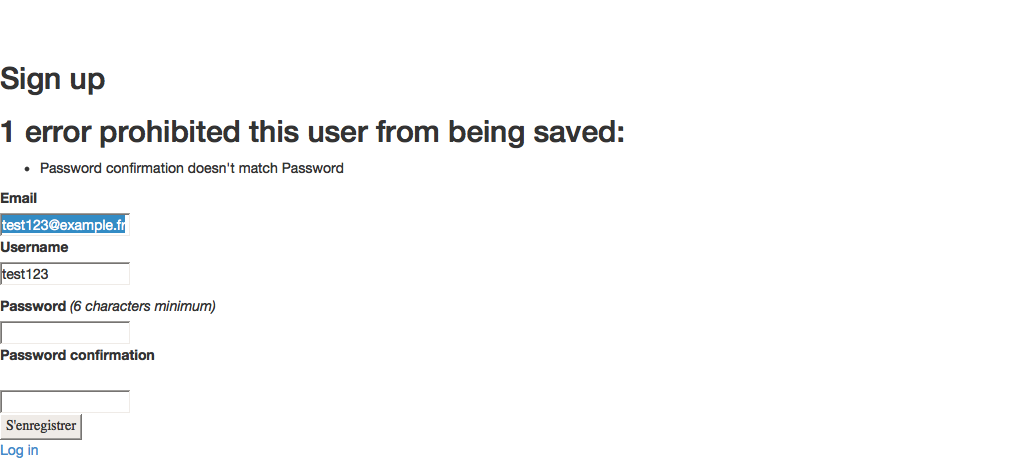 Sign up
1 error prohibited this user from being saved:
• Password confirmation doesn't match Password
Email
test123@example.fr
Username
test123
Password (6 characters minimum)
Password confirmation
S'enregistrer
Log in